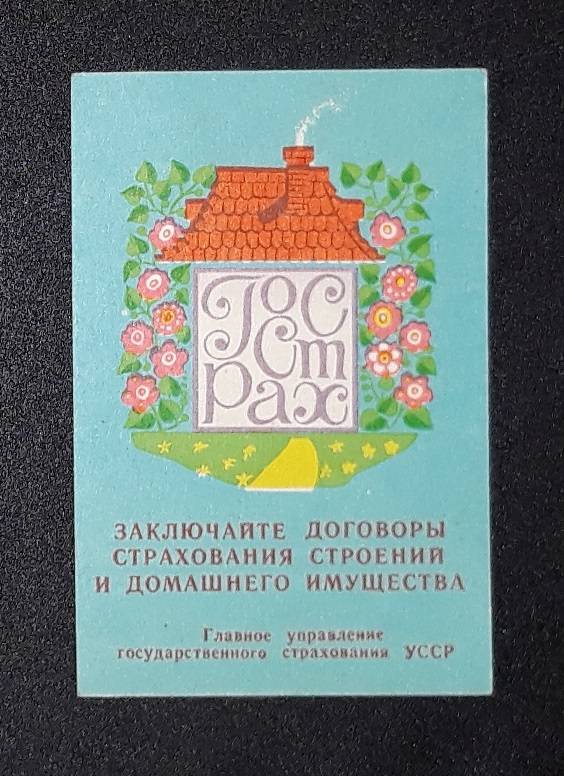 Гос
Ст
рах
ЗАКЛЮЧАЙТЕ ДОГОВОРЫ
СТРАХОВАНИЯ СТРОЕНИЙ
И ДОМАШНЕГО ИМУЩЕСТВА
Главное управление
государственного страхования УССР